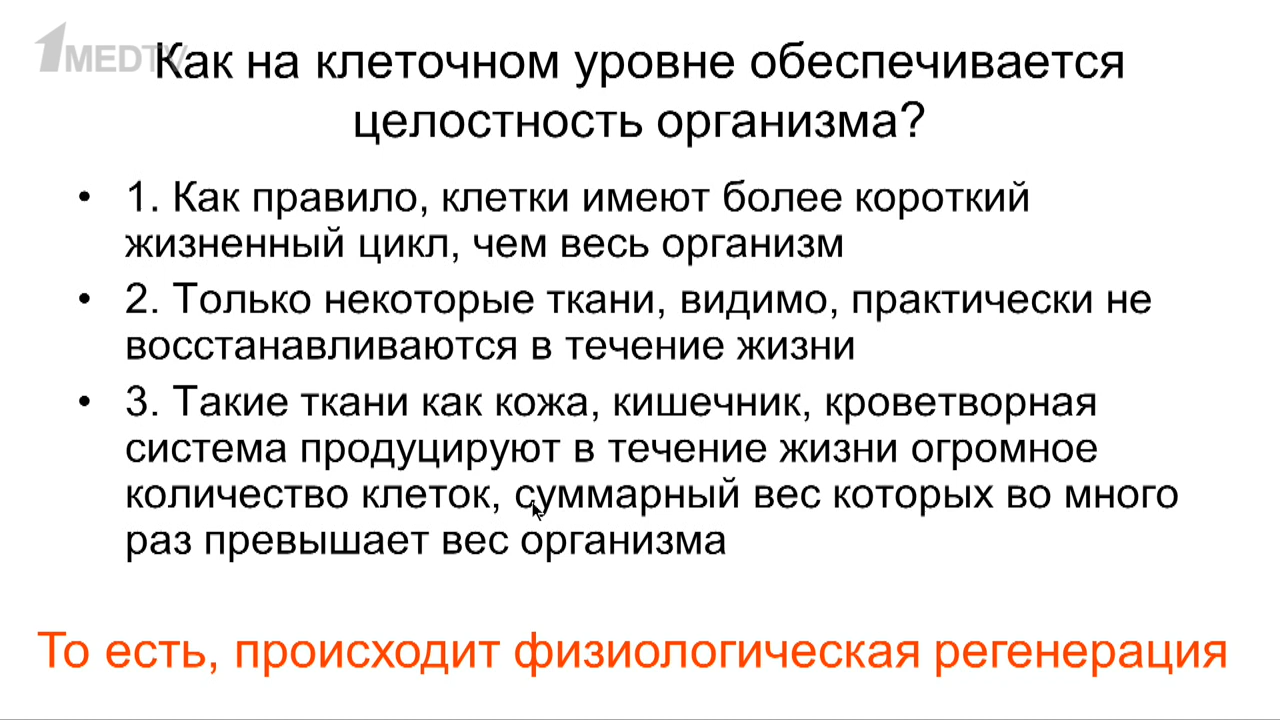 1MEDTV
Как на клеточном уровне обеспечивается
целостность организма?
• 1. Как правило, клетки имеют более короткий
жизненный цикл, чем весь организм
• 2. Только некоторые ткани, видимо, практически не
восстанавливаются в течение жизни
• 3. Такие ткани как кожа, кишечник, кроветворная
система продуцируют в течение жизни огромное
количество клеток, суммарный вес которых во много
раз превышает вес организма
То есть, происходит физиологическая регенерация